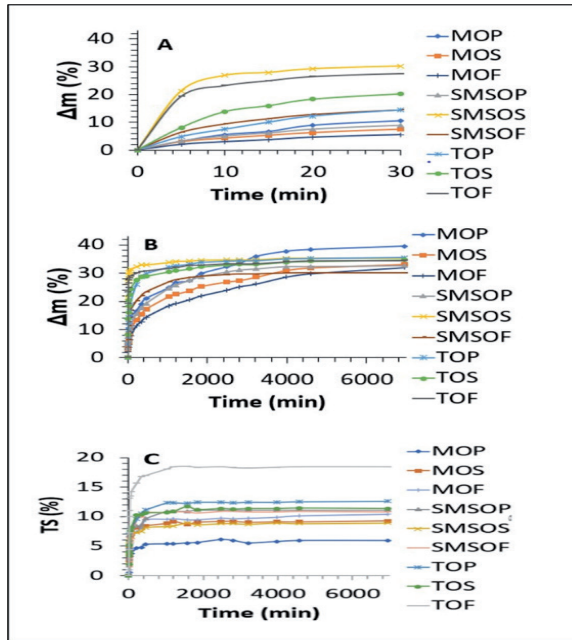 A
Δm (%)
40
30
20
10
0
0 10 20 30
Time (min)
MOP
MOS
MOF
SMSOP
SMSOS
SMSOF
TOP
TOS
TOF
B
Δm (%)
40
30
20
10
0
0 2000 4000 6000
Time (min)
MOP
MOS
MOF
SMSOP
SMSOS
SMSOF
TOP
TOS
TOF
C
TS (%)
20
15
10
5
0
0 2000 4000 6000
Time (min)
MOP
MOS
MOF
SMSOP
SMSOS
SMSOF
TOP
TOS
TOF